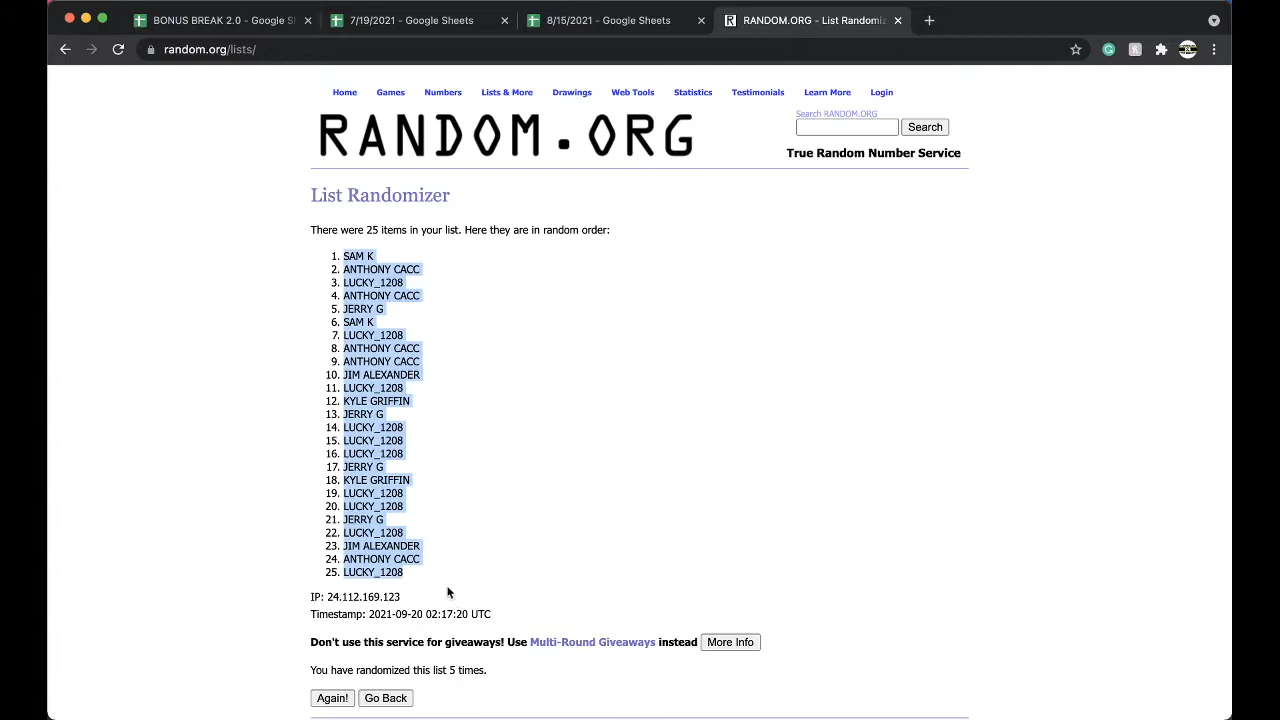 BONUS BREAK 2.0 - Google S
7/19/2021 - Google Sheets
8/15/2021 - Google Sheets
RANDOM.ORG - List Randomiz
random.org/lists/
Home Games Numbers Lists & More Drawings Web Tools Statistics Testimonials Learn More Login
RANDOM.ORG
Search RANDOM.ORG
Search
True Random Number Service
List Randomizer
There were 25 items in your list. Here they are in random order:
1. SAM K
2. ANTHONY CACC
3. LUCKY_1208
4. ANTHONY CACC
5. JERRY G
6. SAM K
7. LUCKY_1208
8. ANTHONY CACC
9. ANTHONY CACC
10. JIM ALEXANDER
11. LUCKY_1208
12. KYLE GRIFFIN
13. JERRY G
14. LUCKY_1208
15. LUCKY_1208
16. LUCKY_1208
17. JERRY G
18. KYLE GRIFFIN
19. LUCKY_1208
20. LUCKY_1208
21. JERRY G
22. LUCKY_1208
23. JIM ALEXANDER
24. ANTHONY CACC
25. LUCKY_1208
IP: 24.112.169.123
Timestamp: 2021-09-20 02:17:20 UTC
Don't use this service for giveaways! Use Multi-Round Giveaways instead More Info
You have randomized this list 5 times.
Again! Go Back